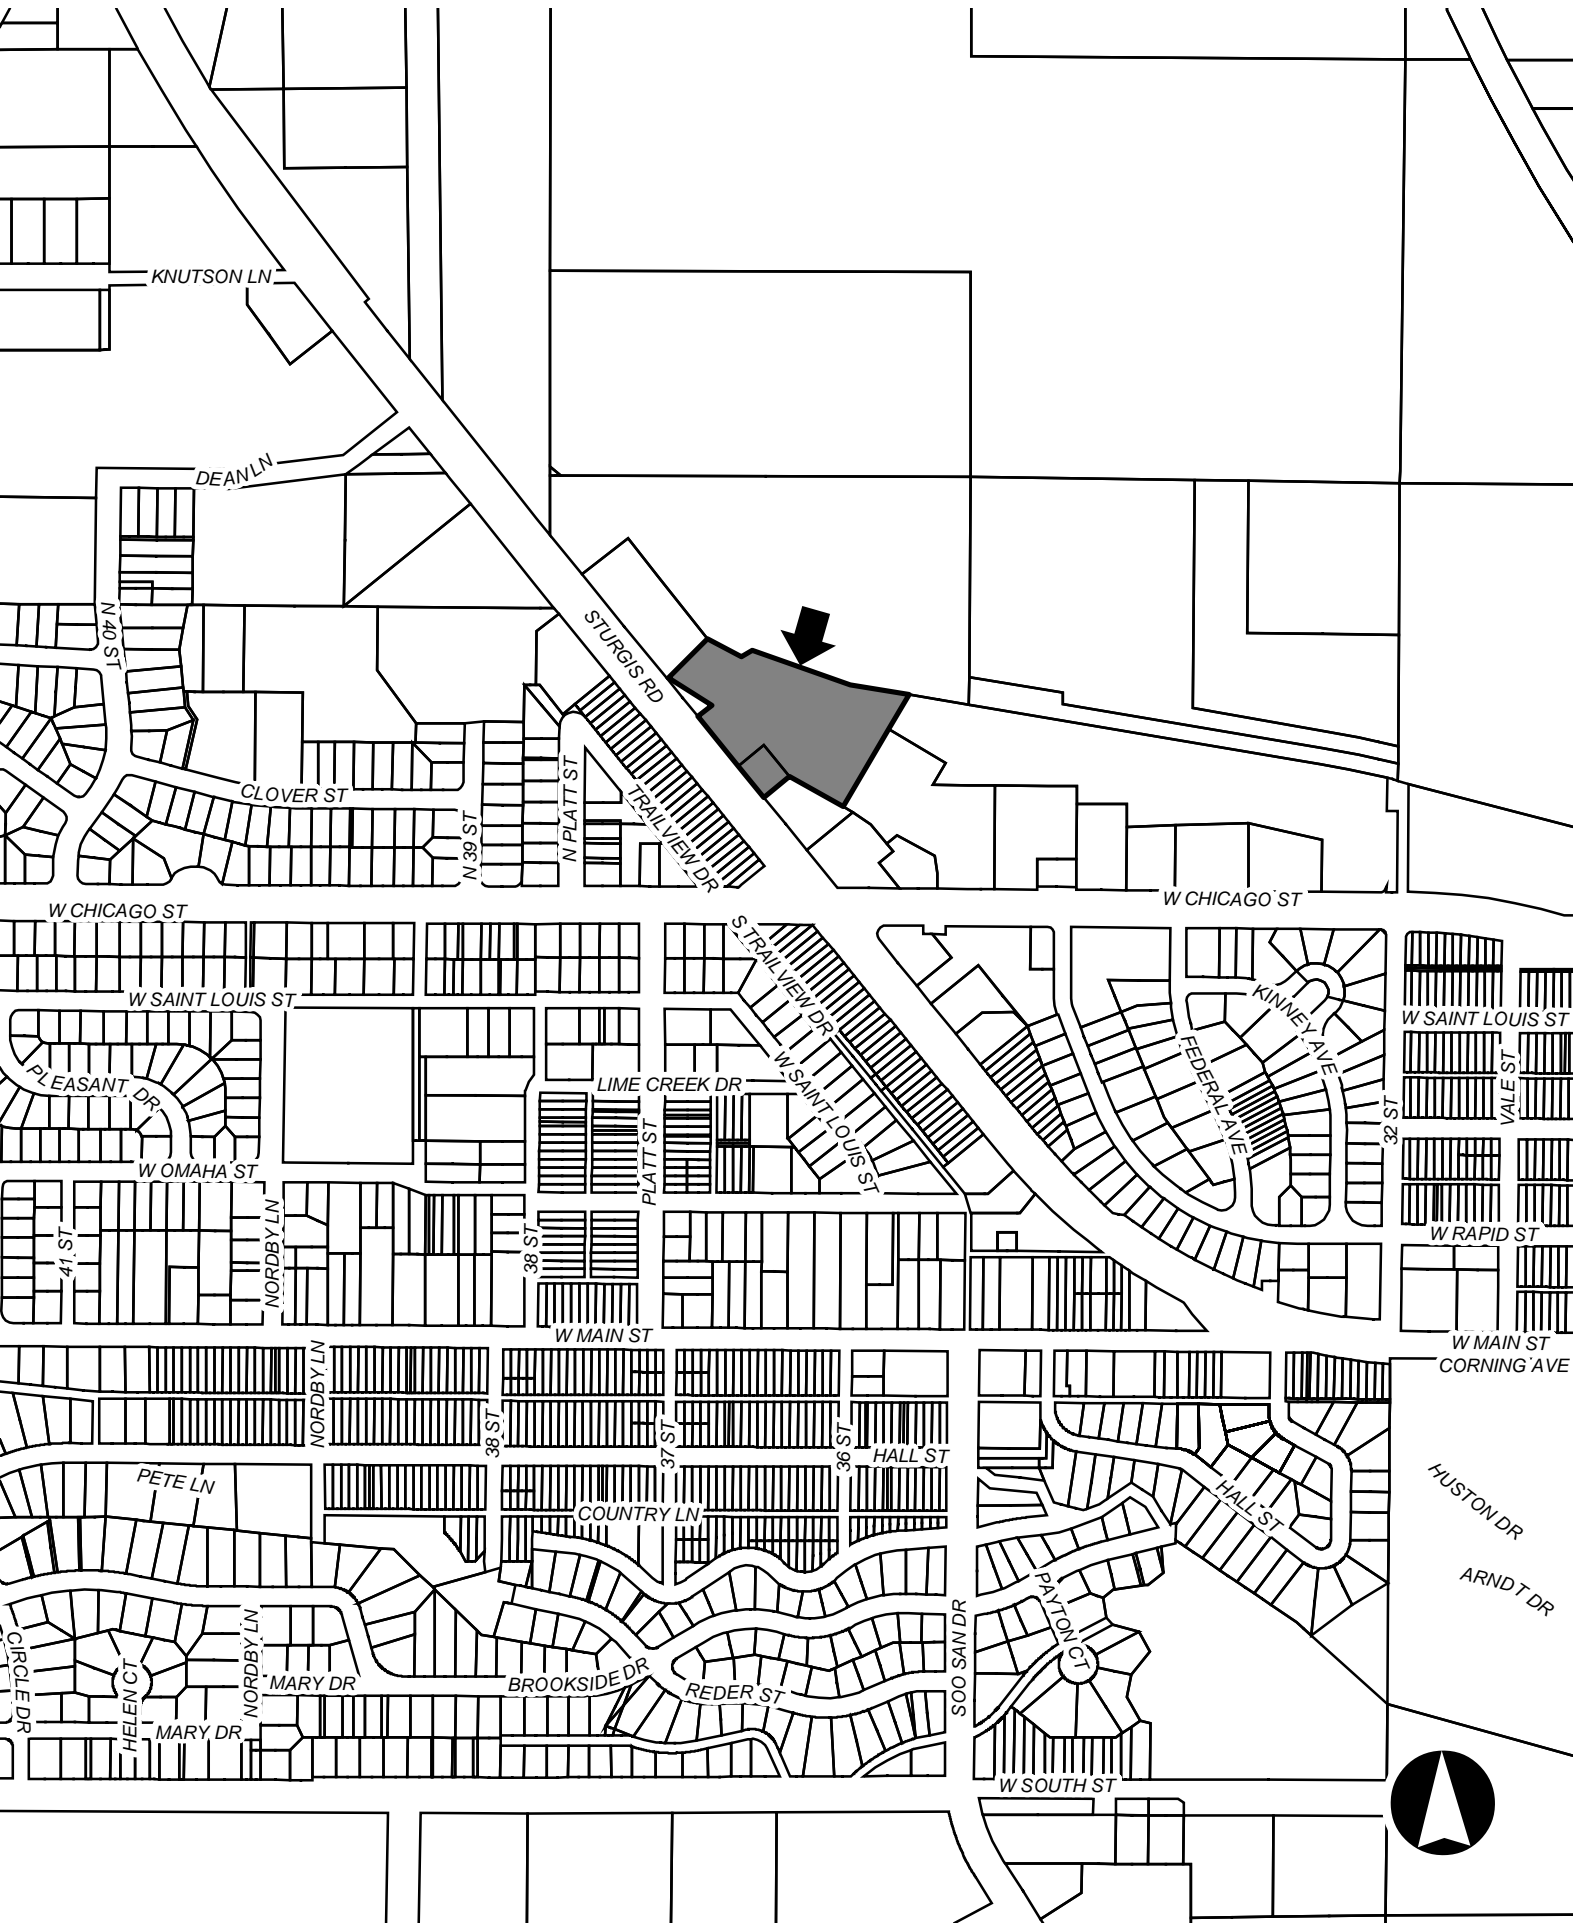 KNUTSON LN
DEAN LN
N 40 ST
STURGIS RD
CLOVER ST
N 39 ST
N PLATT ST
TRAILVIEW DR
W CHICAGO ST
W CHICAGO ST
S TRAILVIEW DR
W SAINT LOUIS ST
KINNEY AVE
W SAINT LOUIS ST
FEDERAL AVE
PLEASANT DR
LIME CREEK DR
W SAINT LOUIS ST
VALE ST
32 ST
W OMAHA ST
PLATT ST
NORDBY LN
41 ST
38 ST
W RAPID ST
W MAIN ST
W MAIN ST
CORNING AVE
NORDBY LN
38 ST
37 ST
36 ST
HALL ST
PETE LN
HALL ST
HUSTON DR
COUNTRY LN
ARNDT DR
PAYTON CT
CIRCLE DR
HELEN CT
NORDBY LN
MARY DR
BROOKSIDE DR
REDER ST
SOO SAN DR
MARY DR
W SOUTH ST